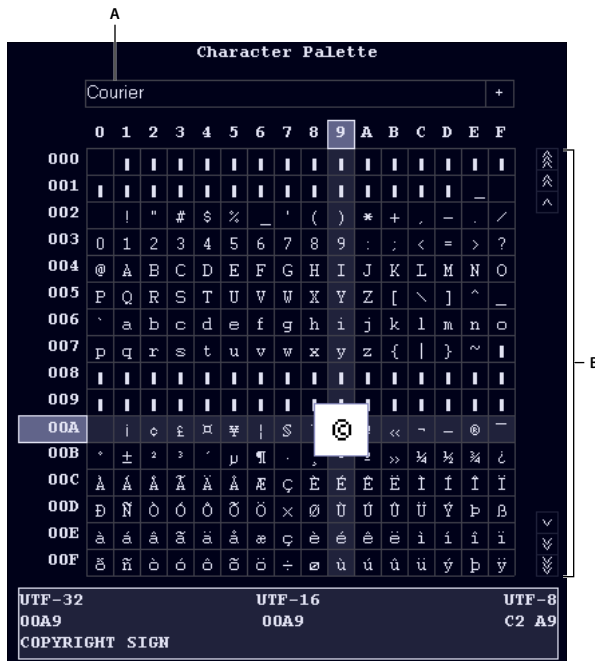 A
Character Palette
Courier +
0 1 2 3 4 5 6 7 8 9 A B C D E F
000
001 _
002 ! " # $ % _ ' ( ) * + , - . /
003 0 1 2 3 4 5 6 7 8 9 : ; < = > ?
004 @ A B C D E F G H I J K L M N O
005 P Q R S T U V W X Y Z [ \ ] ^ _
006 ` a b c d e f g h i j k l m n o
007 p q r s t u v w x y z { | } ~
008
009
00A ¡ ¢ £ ¤ ¥ ¦ § © « ¬ – ® ¯
00B ° ± ² ³ ´ µ ¶ · » ¼ ½ ¾ ¿
00C À Á Â Ã Ä Å Æ Ç È É Ê Ë Ì Í Î Ï
00D Ð Ñ Ò Ó Ô Õ Ö × Ø Ù Ú Û Ü Ý Þ ß
00E à á â ã ä å æ ç è é ê ë ì í î ï
00F ð ñ ò ó ô õ ö ÷ ø ù ú û ü ý þ ÿ
B
UTF-32 UTF-16 UTF-8
00A9 00A9 C2 A9
COPYRIGHT SIGN